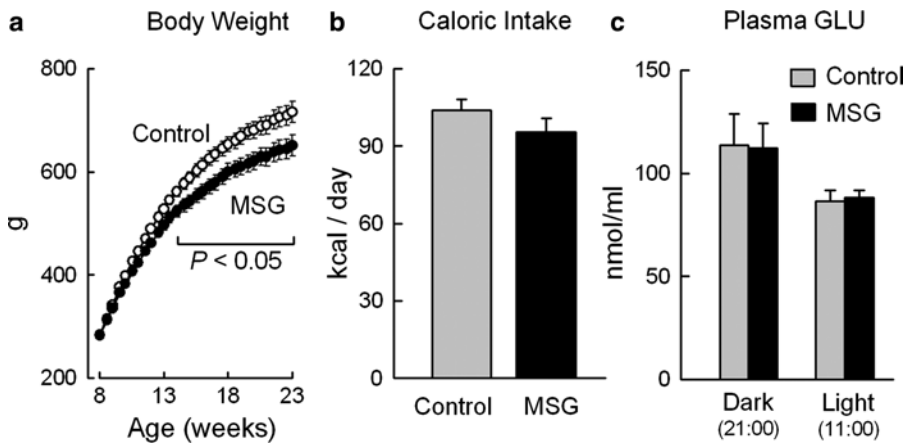 a Body Weight
800
600
400
200
g
Control
MSG
P < 0.05
8 13 18 23
Age (weeks)
b Caloric Intake
120
90
60
30
0
kcal / day
Control MSG
c Plasma GLU
150
100
50
0
nmol/ml
Control
MSG
Dark Light
(21:00) (11:00)